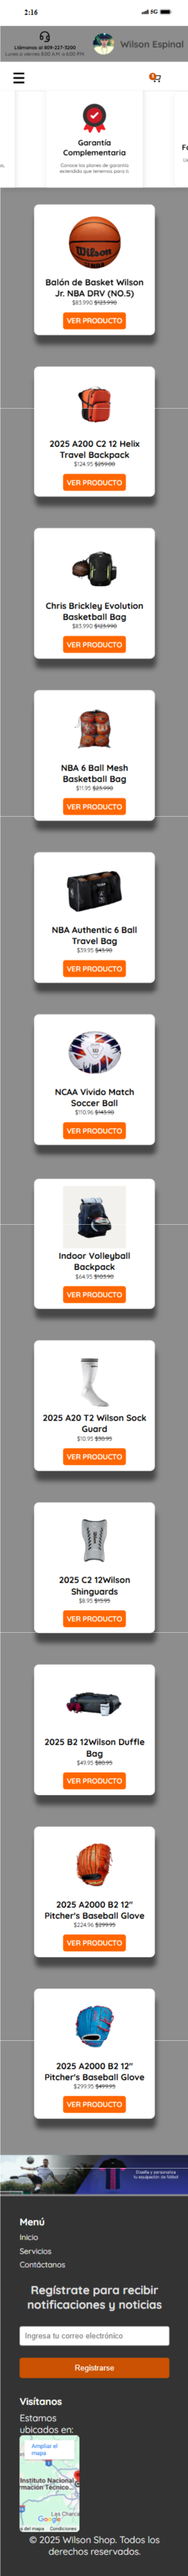 2:16
5G
Llámanos al 809-227-3200
Lunes a viernes 8:00 A.M. a 6:00 P.M
Wilson Espinal
Garantía
Complementaria
Conoce los planes de garantía
extendida que tenemos para ti
Wilson
Balón de Basket Wilson
Jr. NBA DRV (NO.5)
$83.990 $123.990
VER PRODUCTO
2025 A200 C2 12 Helix
Travel Backpack
$124.95 $259.00
VER PRODUCTO
Chris Brickley Evolution
Basketball Bag
$83.990 $123.990
VER PRODUCTO
NBA 6 Ball Mesh
Basketball Bag
$11.95 $23.990
VER PRODUCTO
NBA Authentic 6 Ball
Travel Bag
$39.95 $43.90
VER PRODUCTO
NCAA Vivido Match
Soccer Ball
$110.96 $143.90
VER PRODUCTO
Indoor Volleyball
Backpack
$64.95 $103.90
VER PRODUCTO
2025 A20 T2 Wilson Sock
Guard
$10.95 $30.95
VER PRODUCTO
2025 C2 12Wilson
Shinguards
$8.95 $15.95
VER PRODUCTO
2025 B2 12Wilson Duffle
Bag
$49.95 $80.95
VER PRODUCTO
2025 A2000 B2 12"
Pitcher's Baseball Glove
$224.96 $299.95
VER PRODUCTO
2025 A2000 B2 12"
Pitcher's Baseball Glove
$299.95 $499.95
VER PRODUCTO
Diseña y personaliza
tu equipación de fútbol
Menú
Inicio
Servicios
Contáctanos
Regístrate para recibir
notificaciones y noticias
Ingresa tu correo electrónico
Registrarse
Visítanos
Estamos
ubicados en:
Ampliar el
mapa
Instituto Nacional
rmación Técnico...
Las Charca
Google
s del mapa Condiciones
© 2025 Wilson Shop. Todos los
derechos reservados.